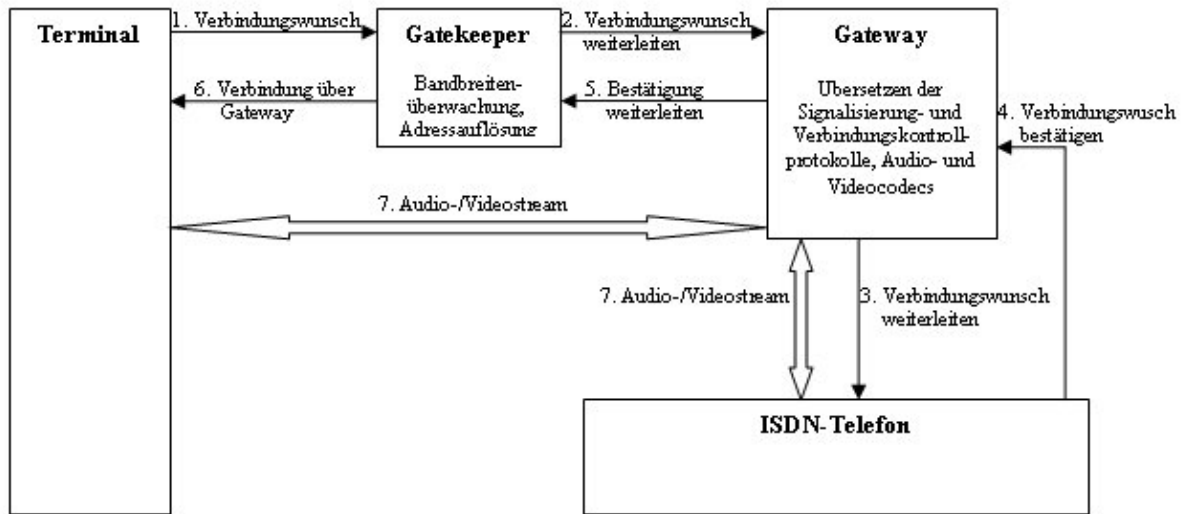 Terminal
1. Verbindungswunsch
Gatekeeper
2. Verbindungswunsch
weiterleiten
Gateway
6. Verbindung über
Gateway
Bandbreiten-
überwachung,
Adressauflösung
5. Bestätigung
weiterleiten
Ubersetzen der
Signalisierung- und
Verbindungskontroll-
protokolle, Audio- und
Videocodecs
4. Verbindungswusch
bestätigen
7. Audio-/Videostream
7. Audio-/Videostream
3. Verbindungswunsch
weiterleiten
ISDN-Telefon